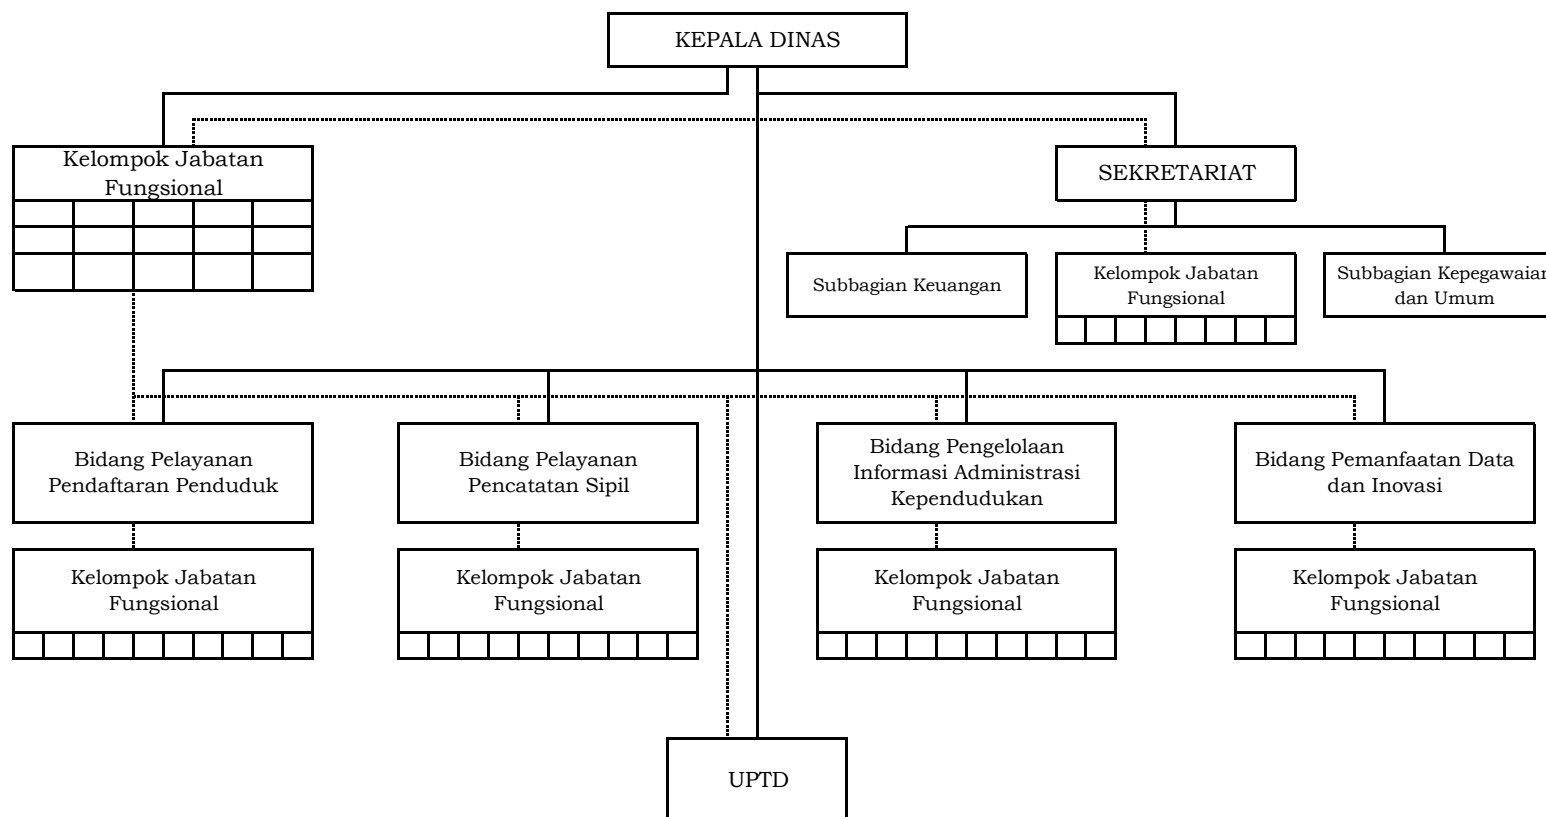 KEPALA DINAS
Kelompok Jabatan
Fungsional
SEKRETARIAT
Subbagian Keuangan
Kelompok Jabatan
Fungsional
Subbagian Kepegawaian
dan Umum
Bidang Pelayanan
Pendaftaran Penduduk
Bidang Pelayanan
Pencatatan Sipil
Bidang Pengelolaan
Informasi Administrasi
Kependudukan
Bidang Pemanfaatan Data
dan Inovasi
Kelompok Jabatan
Fungsional
Kelompok Jabatan
Fungsional
Kelompok Jabatan
Fungsional
Kelompok Jabatan
Fungsional
UPTD